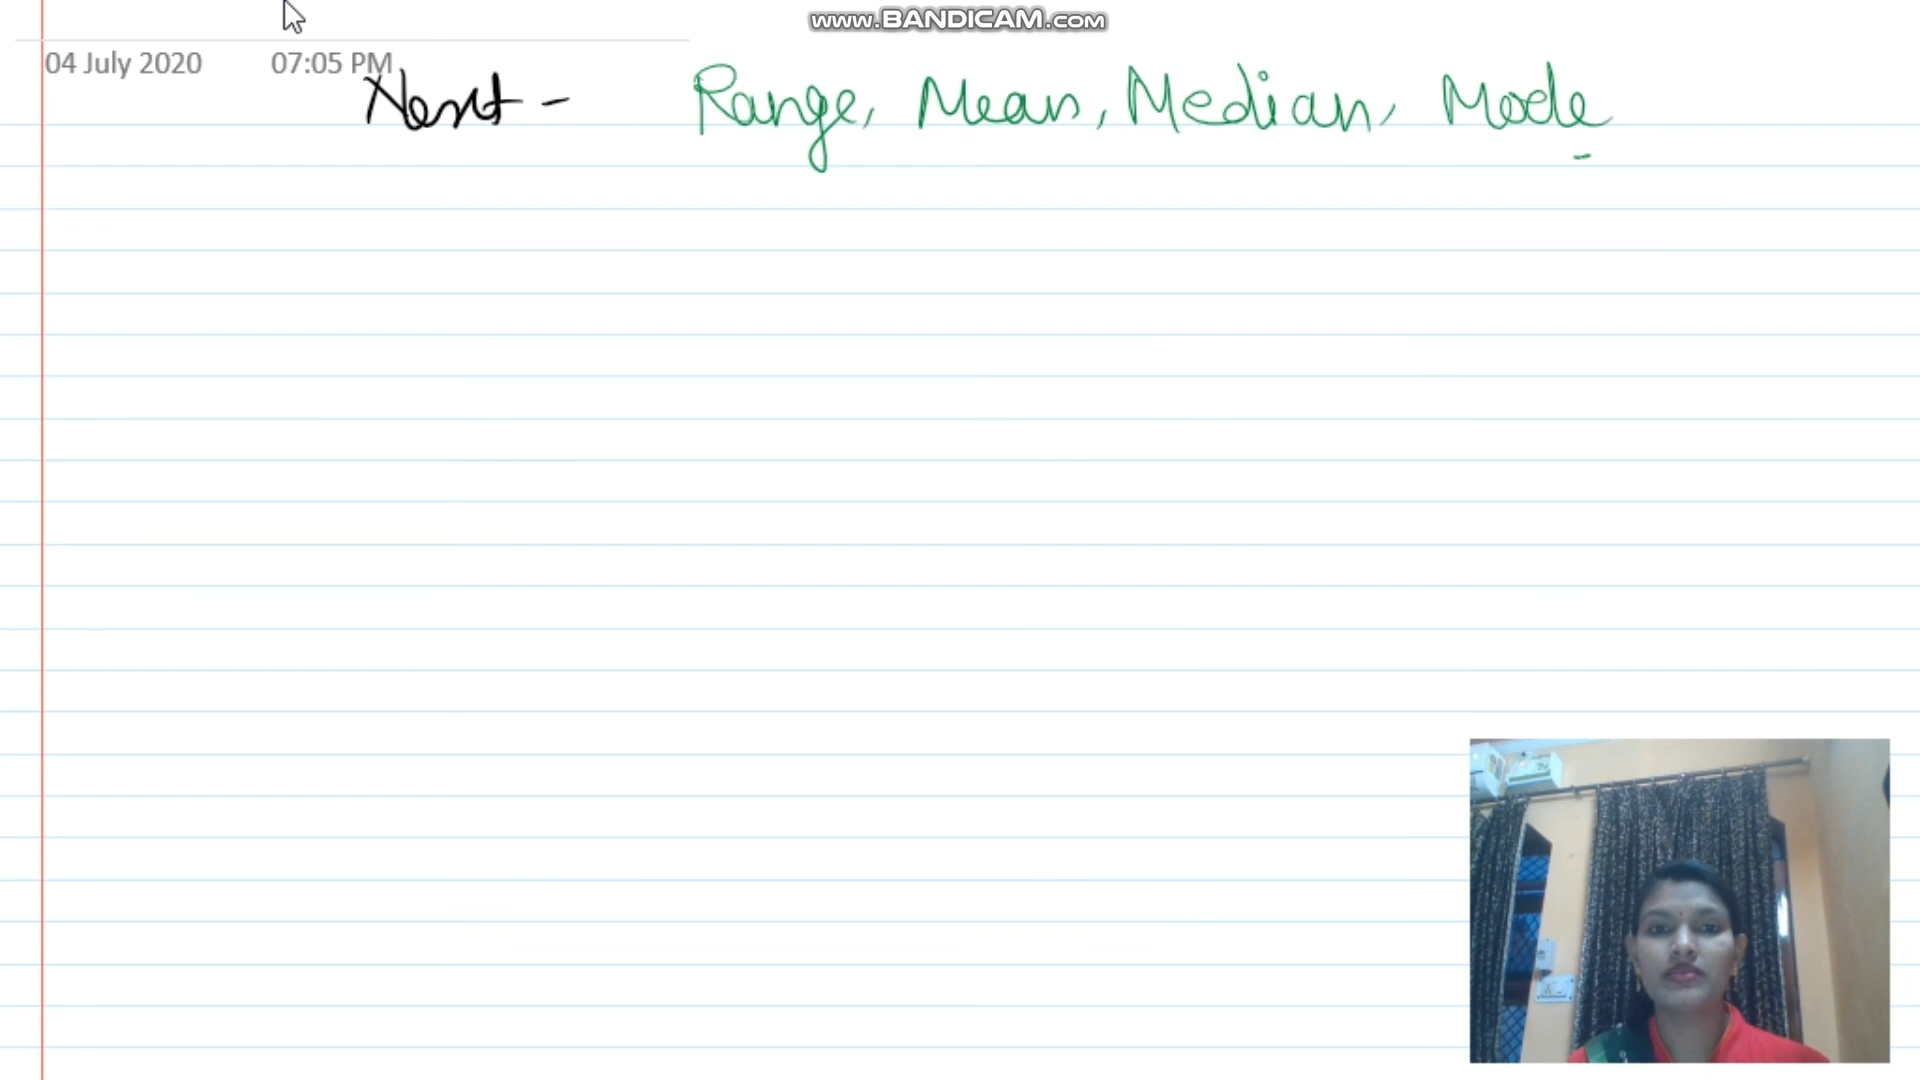 www.BANDICAM.com
04 July 2020 07:05 PM
Next - Range, Mean, Median, Mode